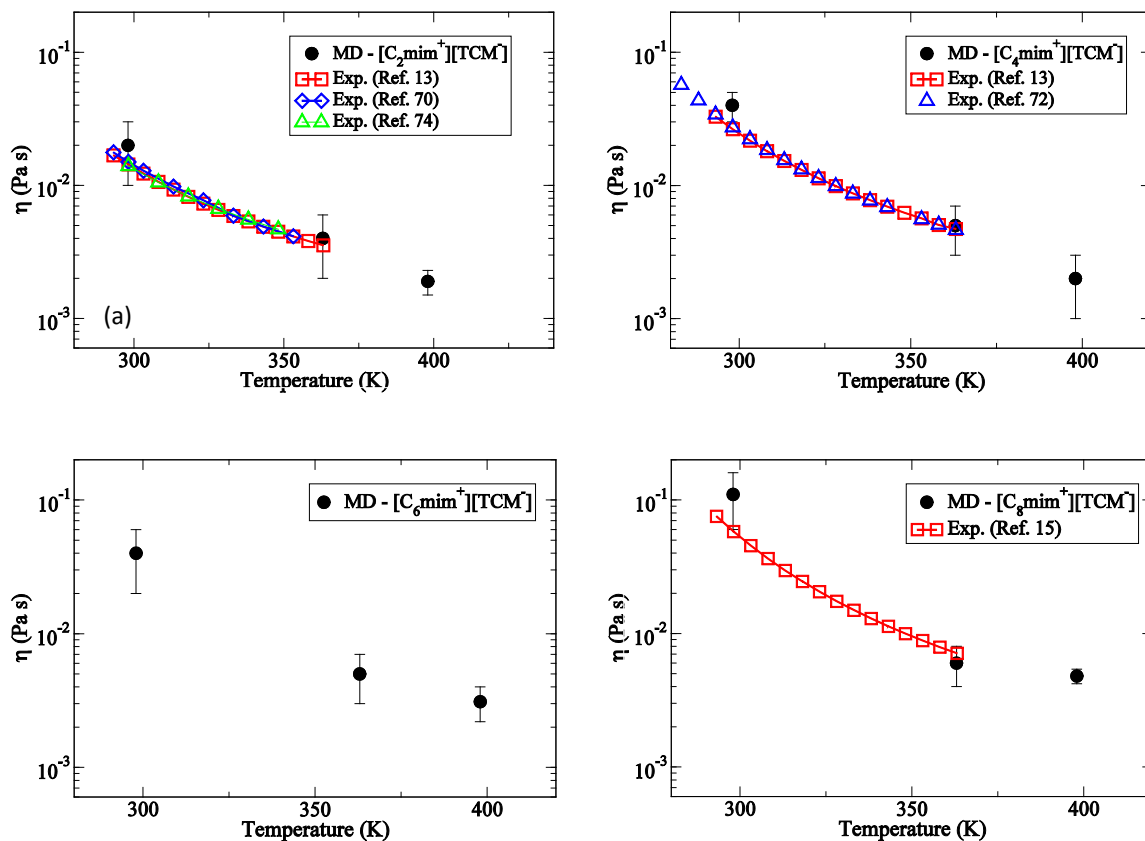 10⁻¹
10⁻²
10⁻³
η (Pa s)
MD - [C₂mim⁺][TCM⁻]
Exp. (Ref. 13)
Exp. (Ref. 70)
Exp. (Ref. 74)
(a)
300
350
400
Temperature (K)
10⁻¹
10⁻²
10⁻³
η (Pa s)
MD - [C₄mim⁺][TCM⁻]
Exp. (Ref. 13)
Exp. (Ref. 72)
300
350
400
Temperature (K)
10⁻¹
10⁻²
10⁻³
η (Pa s)
MD - [C₆mim⁺][TCM⁻]
300
350
400
Temperature (K)
10⁻¹
10⁻²
10⁻³
η (Pa s)
MD - [C₈mim⁺][TCM⁻]
Exp. (Ref. 15)
300
350
400
Temperature (K)